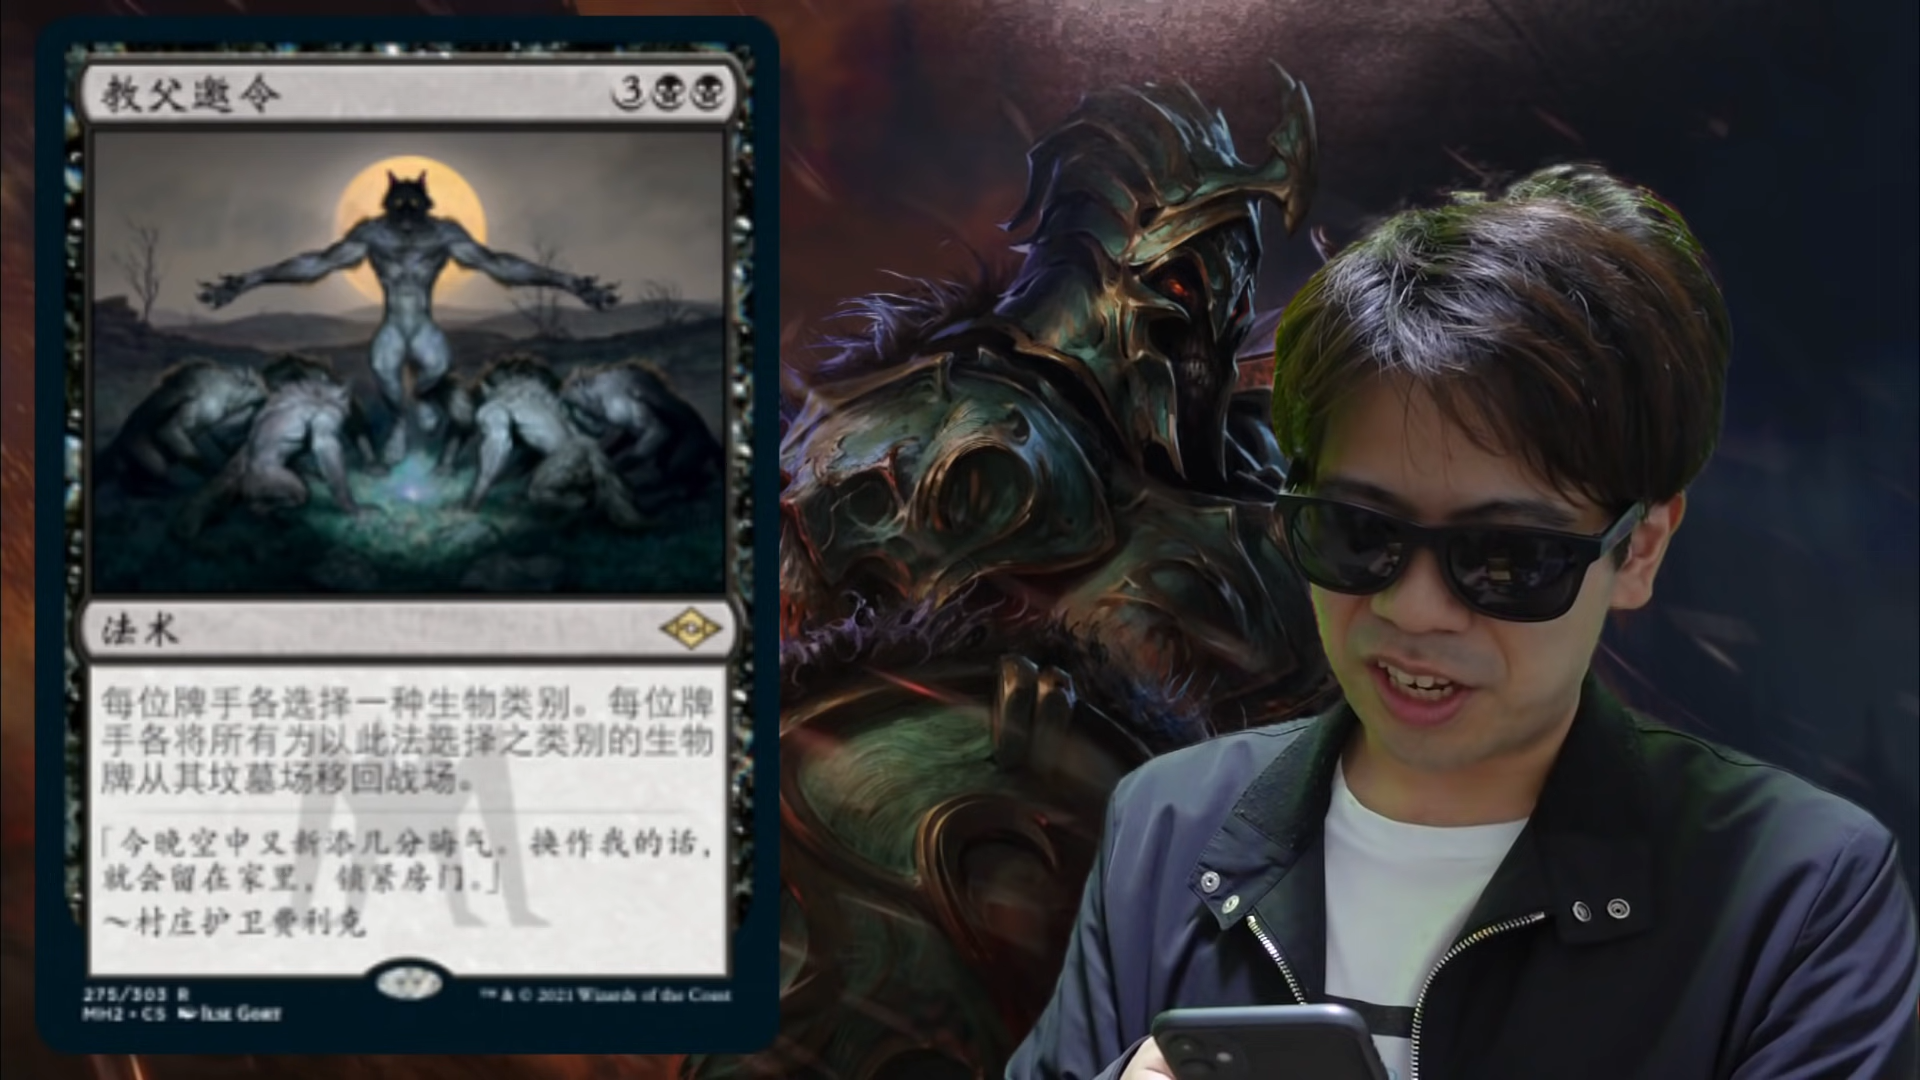 教父邀令 3
法术
每位牌手各选择一种生物类别。每位牌
手各将所有为以此法选择之类别的生物
牌从其坟墓场移回战场。
「今晚空中又新添几分晦气。换作我的话，
就会留在家里，锁紧房门。」
～村庄护卫费利克
275/303 R
MH2 • CS Ilse Gort
™ & © 2021 Wizards of the Coast